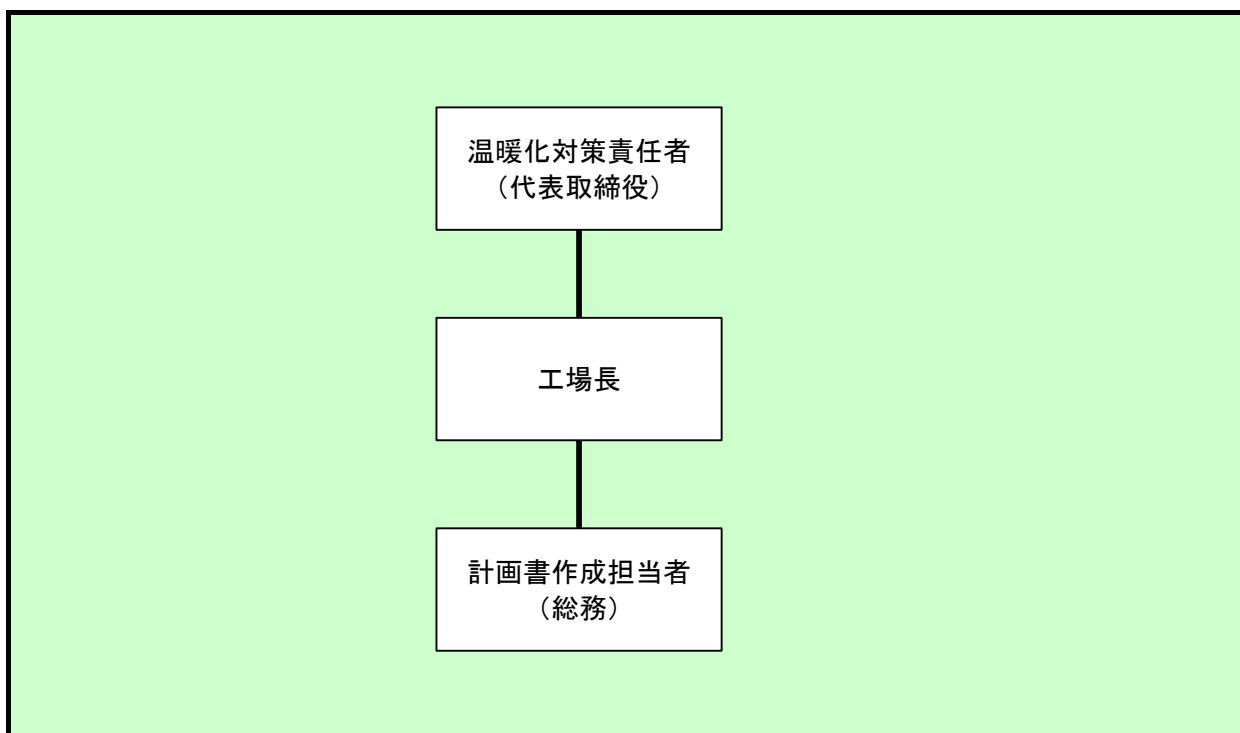 温暖化対策責任者
（代表取締役）
工場長
計画書作成担当者
（総務）